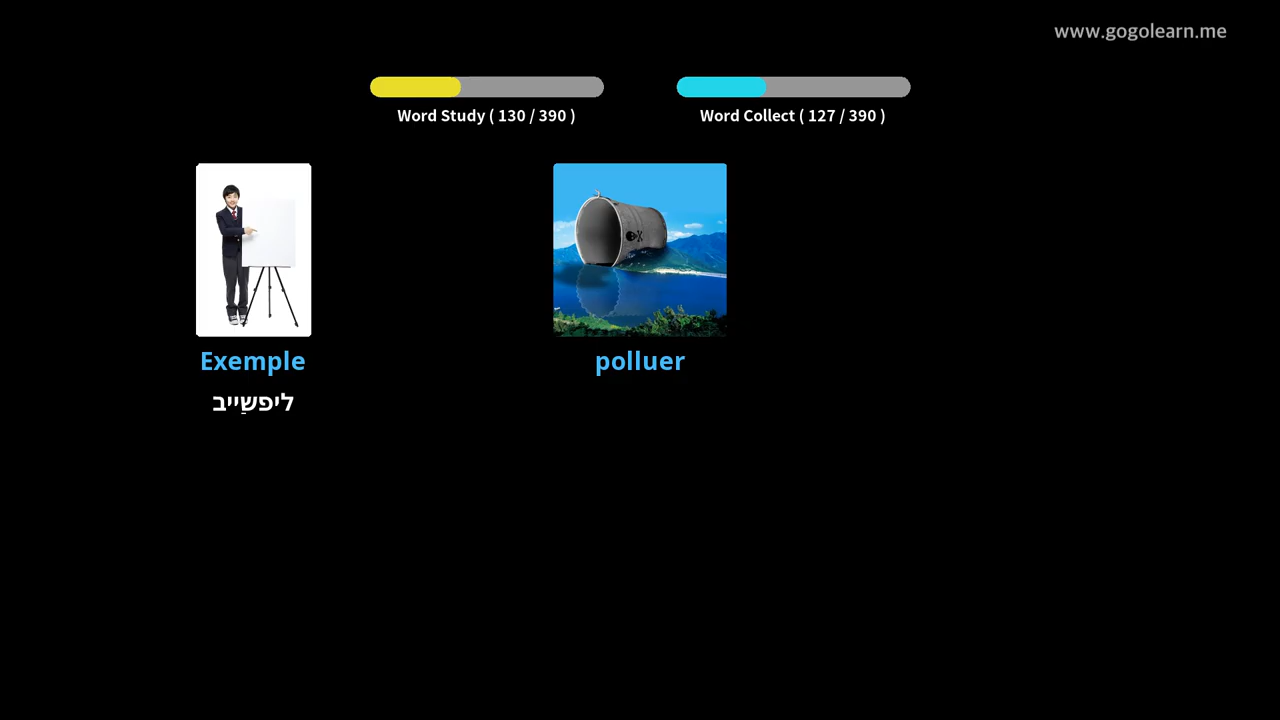 www.gogolearn.me
Word Study ( 130 / 390 )
Word Collect ( 127 / 390 )
Exemple
ליפשַייב
polluer